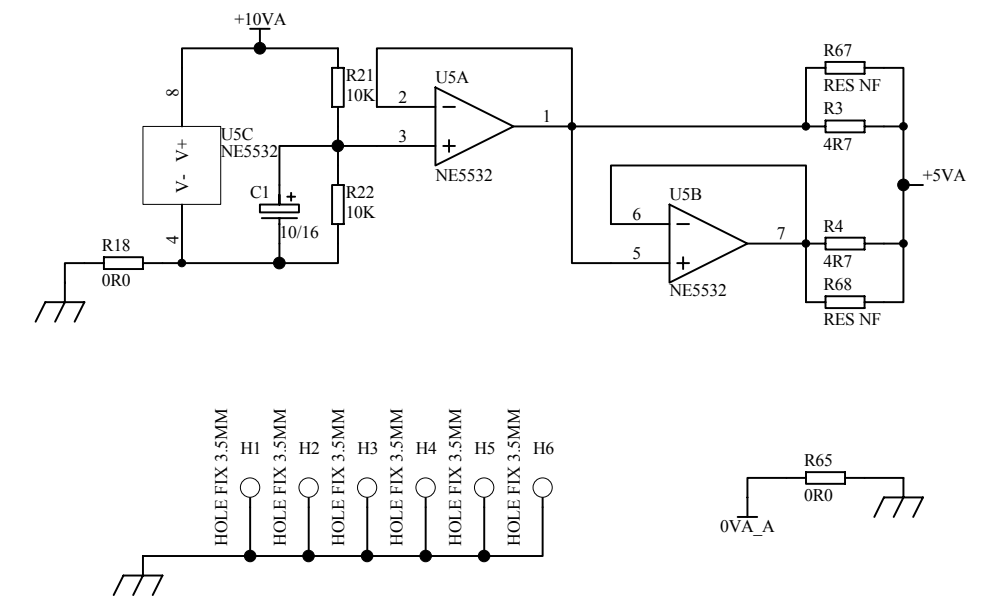 +10VA
8
U5C
NE5532
V+
V-
4
R18
0R0
R21
10K
C1
+
10/16
R22
10K
U5A
2
3
1
−
+
NE5532
U5B
6
5
7
−
+
NE5532
R67
RES NF
R3
4R7
+5VA
R4
4R7
R68
RES NF
HOLE FIX 3.5MM
H1
HOLE FIX 3.5MM
H2
HOLE FIX 3.5MM
H3
HOLE FIX 3.5MM
H4
HOLE FIX 3.5MM
H5
HOLE FIX 3.5MM
H6
R65
0R0
0VA_A